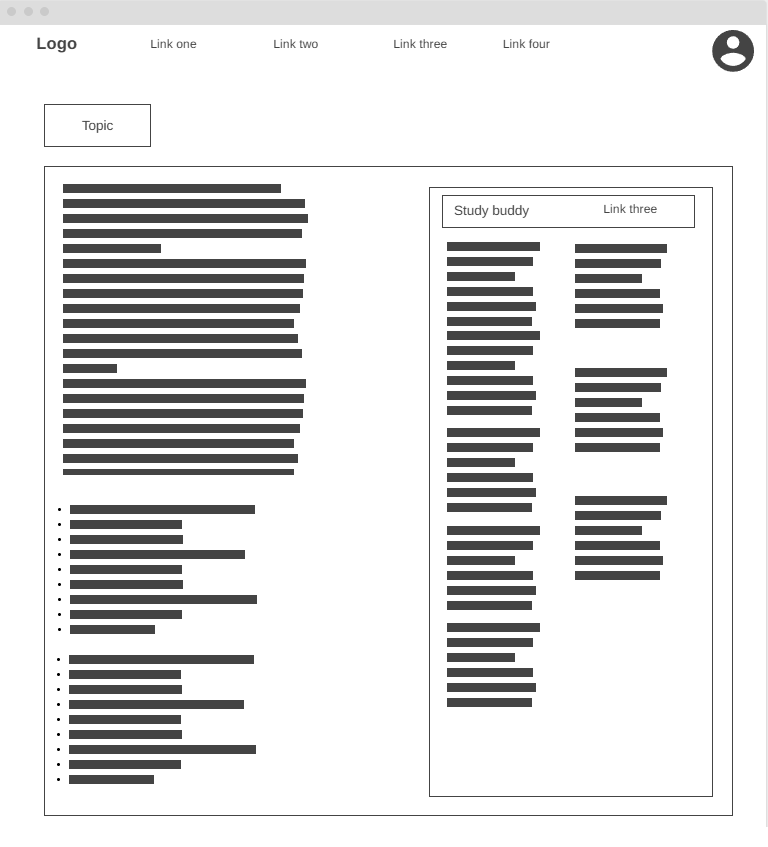 Logo
Link one
Link two
Link three
Link four
Topic
Study buddy
Link three